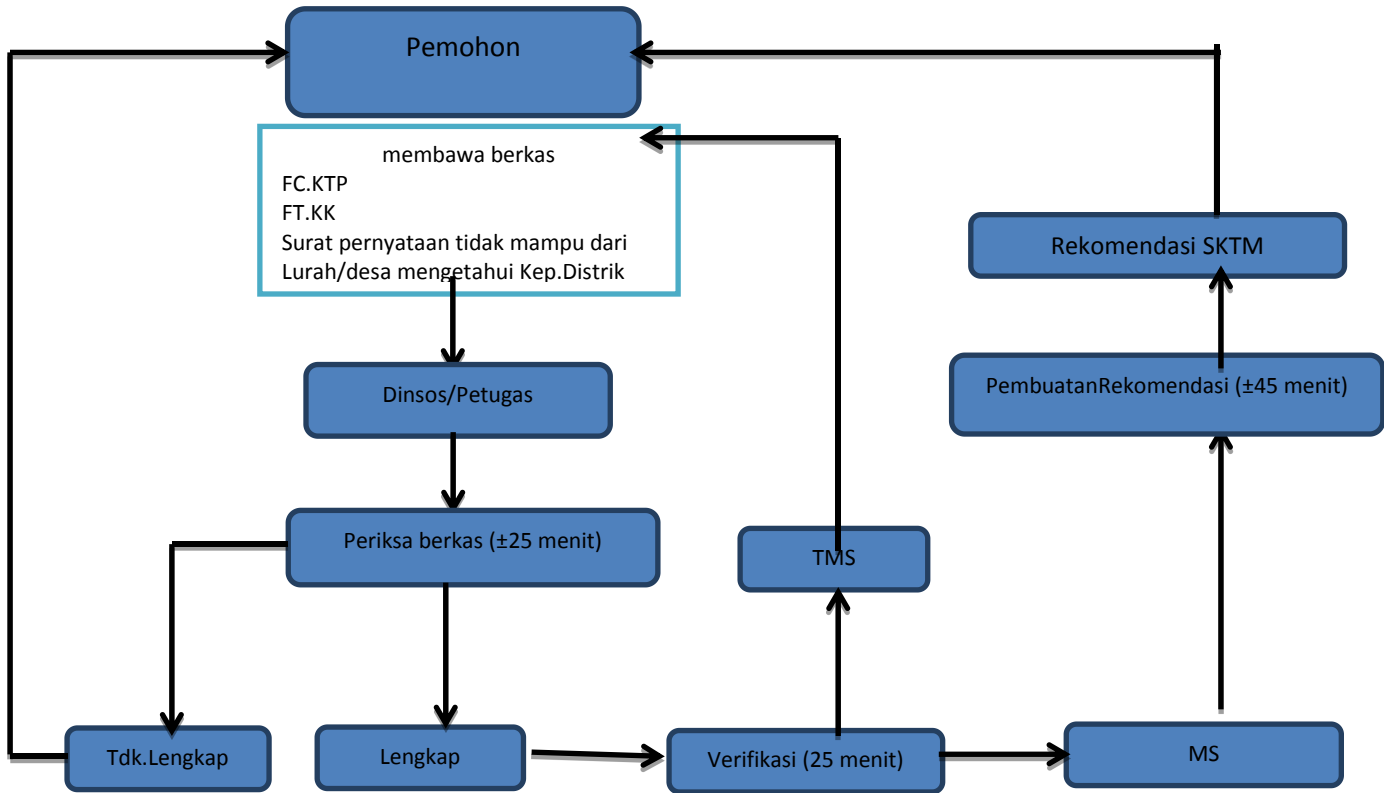 Pemohon
membawa berkas
FC.KTP
FT.KK
Surat pernyataan tidak mampu dari
Lurah/desa mengetahui Kep.Distrik
Rekomendasi SKTM
PembuatanRekomendasi (±45 menit)
Dinsos/Petugas
Periksa berkas (±25 menit)
TMS
Tdk.Lengkap
Lengkap
Verifikasi (25 menit)
MS